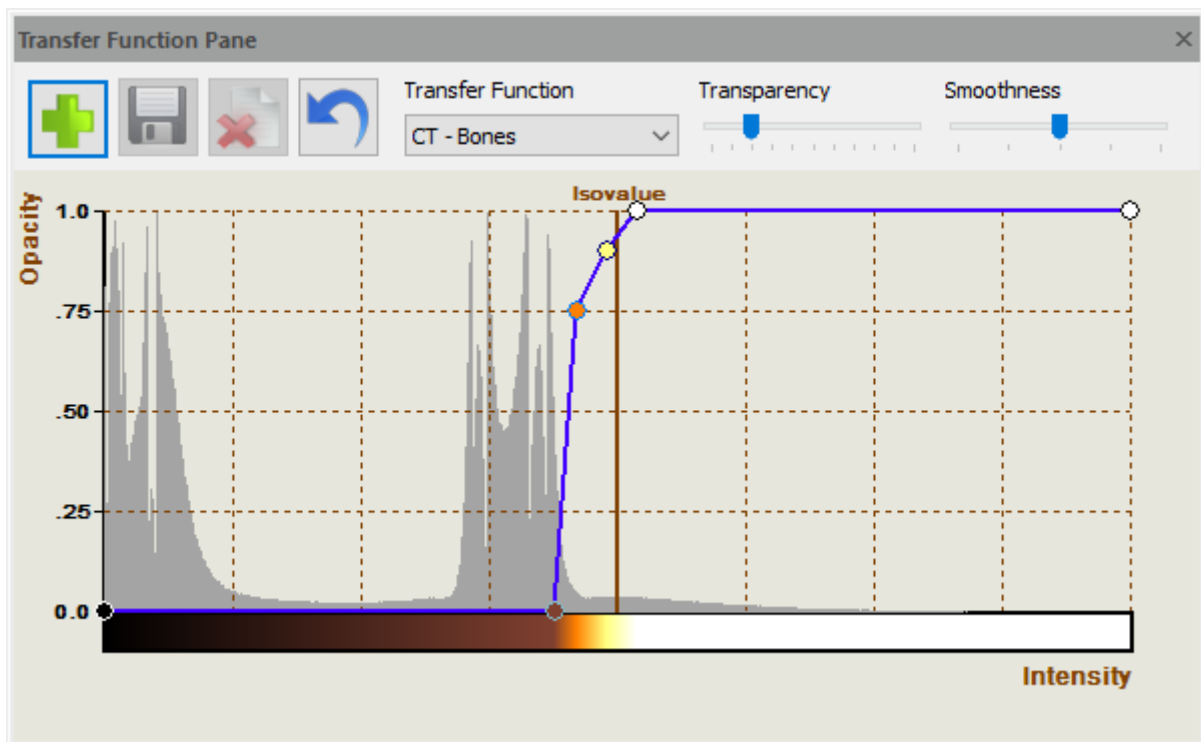 Transfer Function Pane
Transfer Function
Transparency
Smoothness
CT - Bones
Isovalue
Opacity
1.0
.75
.50
.25
0.0
Intensity